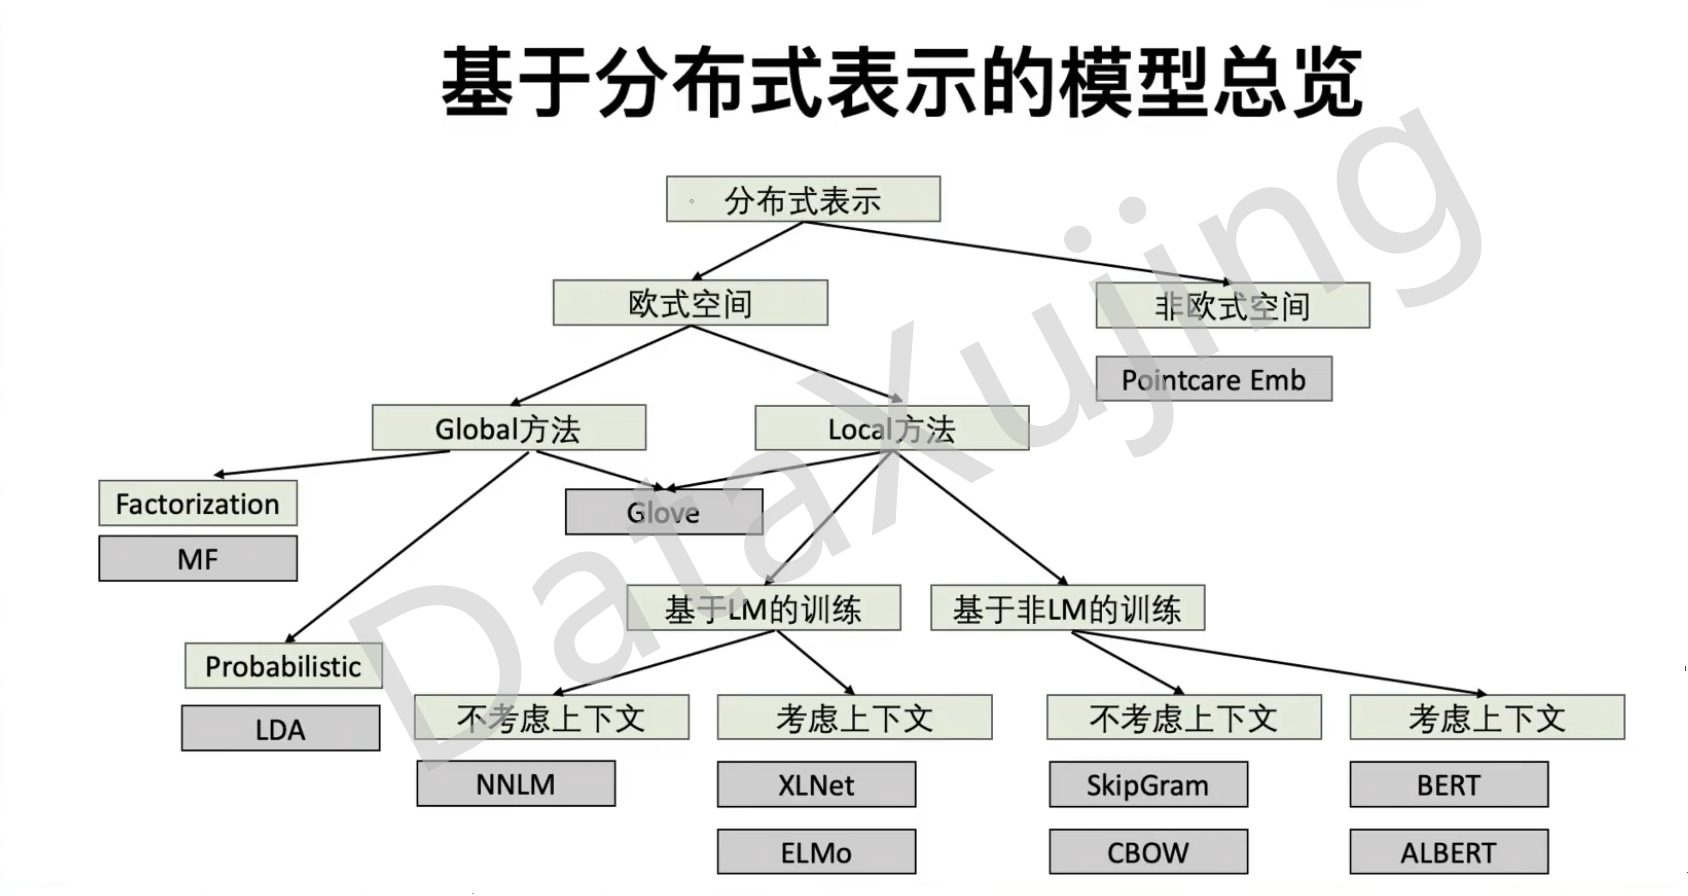 基于分布式表示的模型总览
分布式表示
欧式空间
非欧式空间
Pointcare Emb
Global方法
Local方法
Factorization
MF
Glove
基于LM的训练
基于非LM的训练
Probabilistic
LDA
不考虑上下文
考虑上下文
不考虑上下文
考虑上下文
NNLM
XLNet
SkipGram
BERT
ELMo
CBOW
ALBERT
DataXujing